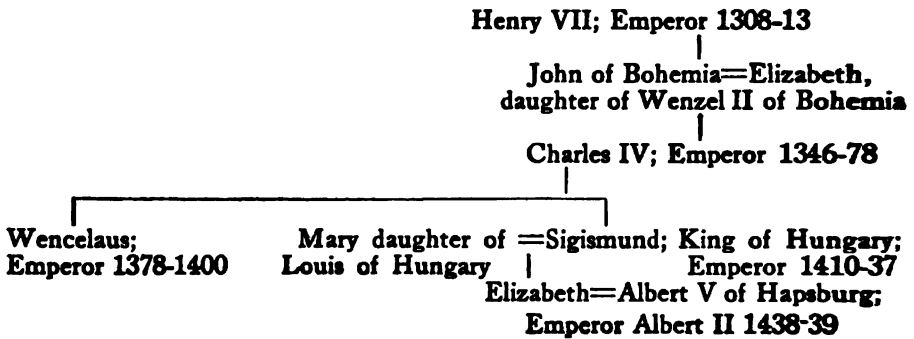 Henry VII; Emperor 1308-13
John of Bohemia=Elizabeth,
daughter of Wenzel II of Bohemia
Charles IV; Emperor 1346-78
Wencelaus;
Emperor 1378-1400
Mary daughter of =Sigismund; King of Hungary;
Louis of Hungary Emperor 1410-37
Elizabeth=Albert V of Hapsburg;
Emperor Albert II 1438-39